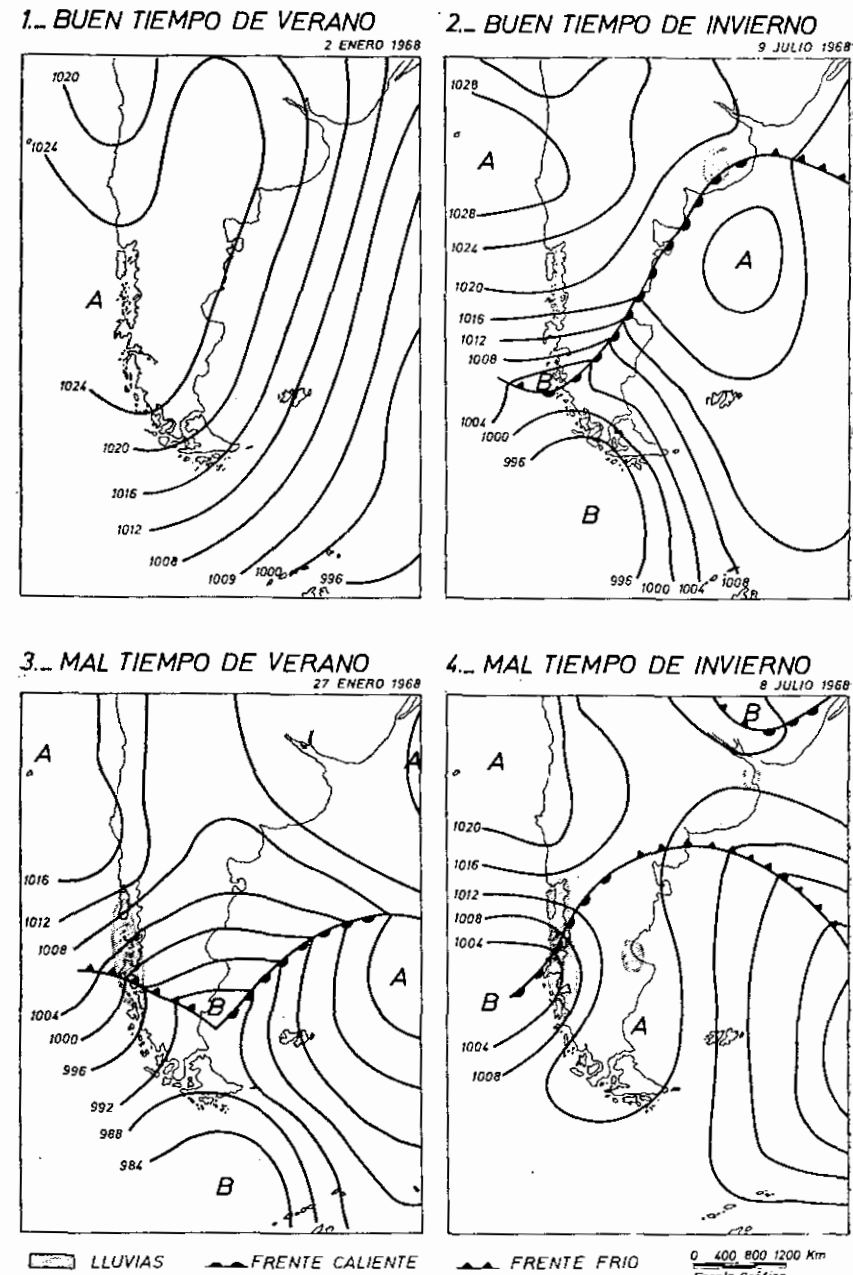 1._ BUEN TIEMPO DE VERANO
2 ENERO 1968
1020
1024
A
1024
1020
1016
1012
1008
1009
1000
996
2._ BUEN TIEMPO DE INVIERNO
9 JULIO 1968
1028
A
1028
1024
A
1020
1016
1012
1008
B
1004
1000
996
B
996
1000
1004
1008
3._ MAL TIEMPO DE VERANO
27 ENERO 1968
A
A
1016
1012
1008
A
B
1004
1000
996
992
988
984
B
4._ MAL TIEMPO DE INVIERNO
8 JULIO 1968
B
A
1020
1016
1012
1008
1004
B
A
1004
1008
LLUVIAS
FRENTE CALIENTE
FRENTE FRIO
0 400 800 1200 Km